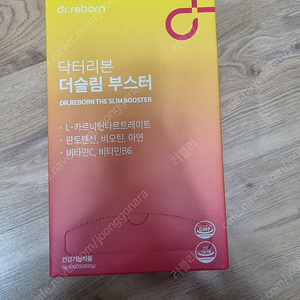 dr.reborn
닥터리본
더슬림 부스터
DR.REBORN THE SLIM BOOSTER
• L-카르니틴타르트레이트
• 판토텐산, 비오틴, 아연
• 비타민C, 비타민B6
건강기능식품
GMP